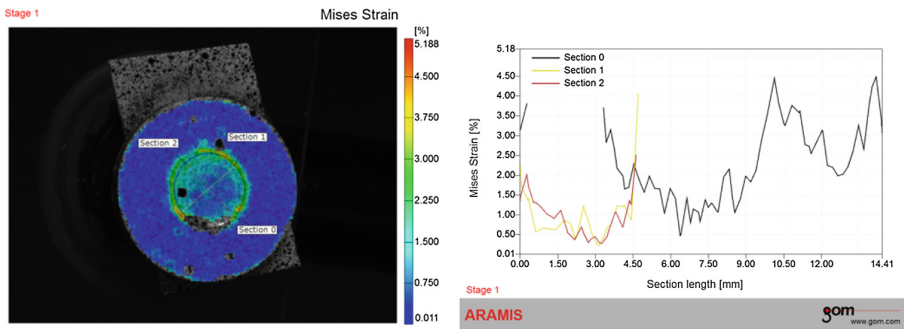 Stage 1
Mises Strain
[%]
5.188
4.500
3.750
3.000
2.250
1.500
0.750
0.011
Section 2
Section 1
Section 0
5.18
4.50
4.00
3.50
3.00
2.50
2.00
1.50
1.00
0.50
0.01
Mises Strain [%]
Section 0
Section 1
Section 2
0.00 1.50 3.00 4.50 6.00 7.50 9.00 10.50 12.00 14.41
Section length [mm]
Stage 1
ARAMIS
gom
www.gom.com